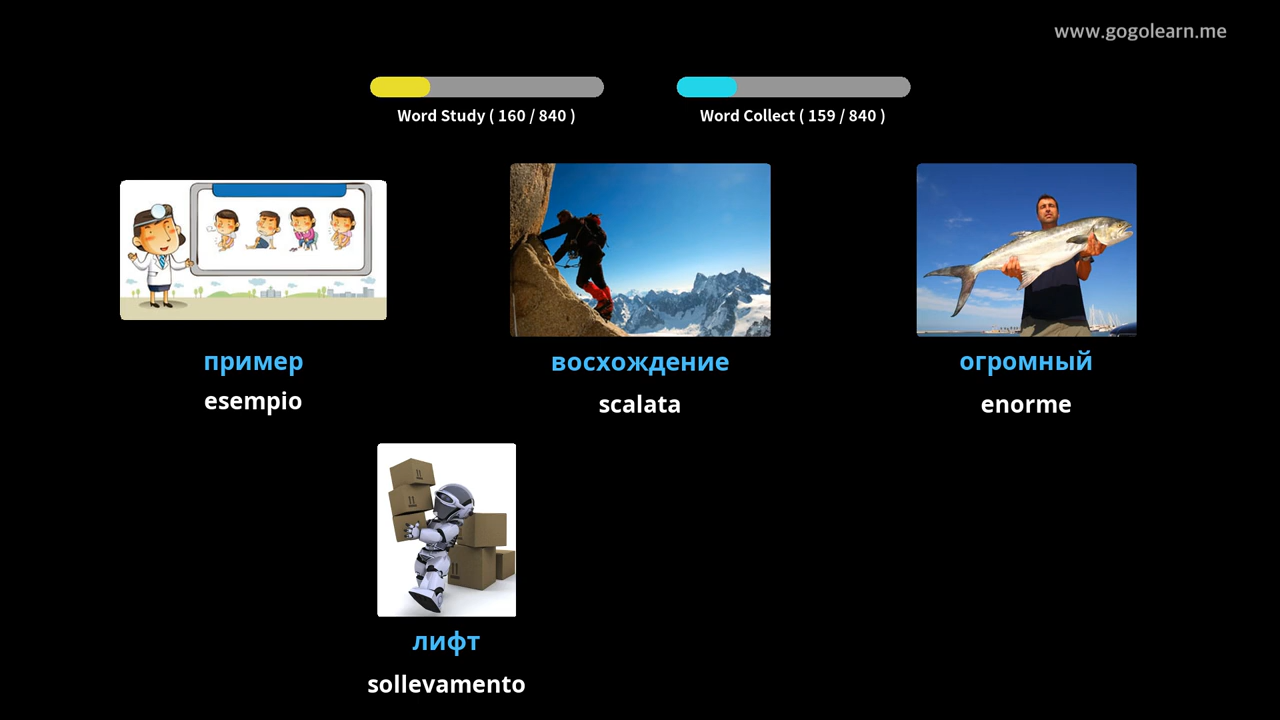 www.gogolearn.me
Word Study ( 160 / 840 )
Word Collect ( 159 / 840 )
пример
esempio
восхождение
scalata
огромный
enorme
лифт
sollevamento